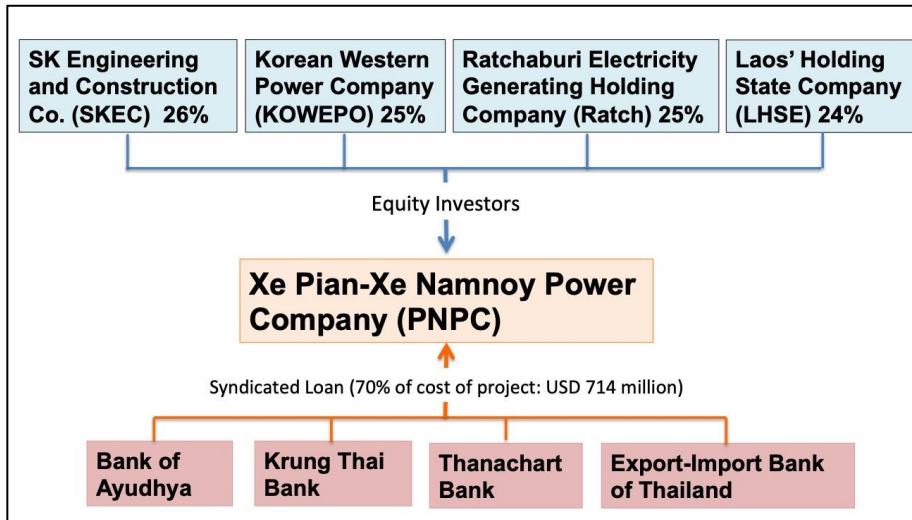 SK Engineering
and Construction
Co. (SKEC)  26%
Korean Western
Power Company
(KOWEPO) 25%
Ratchaburi Electricity
Generating Holding
Company (Ratch) 25%
Laos’ Holding
State Company
(LHSE) 24%
Equity Investors
Xe Pian-Xe Namnoy Power
Company (PNPC)
Syndicated Loan (70% of cost of project: USD 714 million)
Bank of
Ayudhya
Krung Thai
Bank
Thanachart
Bank
Export-Import Bank
of Thailand